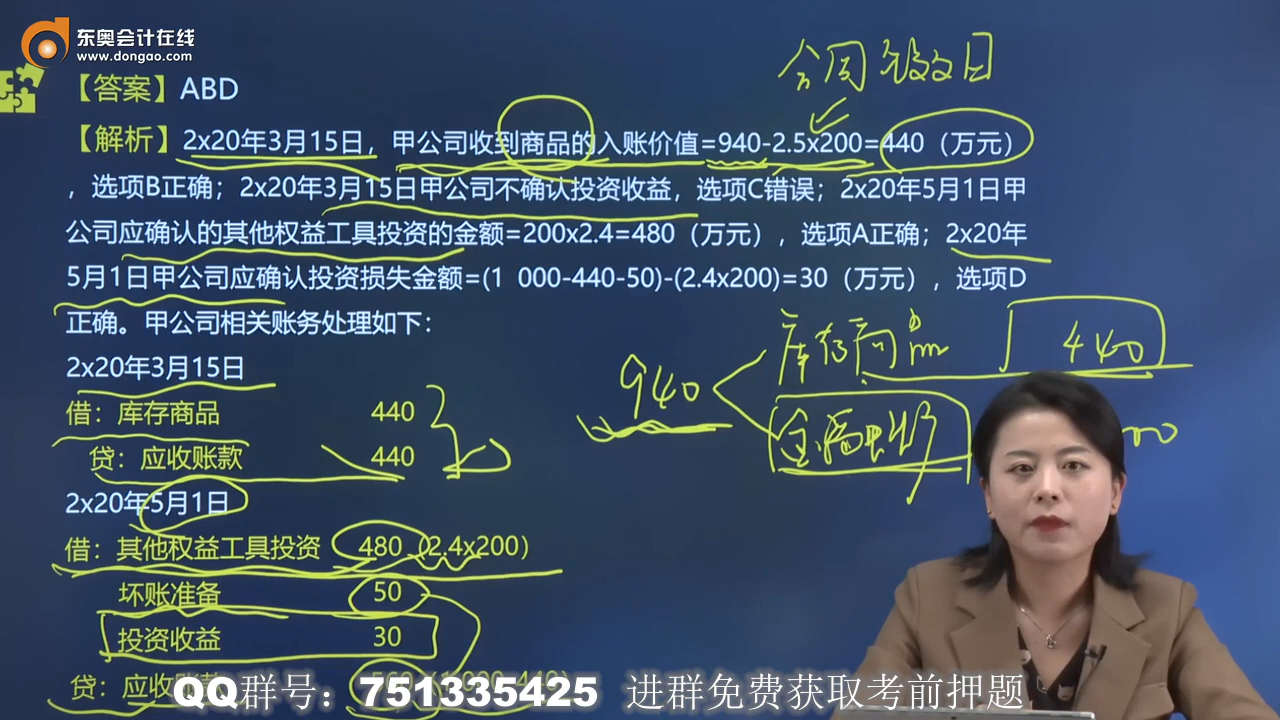 东奥会计在线
www.dongao.com
合同生效日
【答案】ABD
【解析】2x20年3月15日，甲公司收到商品的入账价值=940-2.5x200=440（万元）
，选项B正确；2x20年3月15日甲公司不确认投资收益，选项C错误；2x20年5月1日甲
公司应确认的其他权益工具投资的金额=200x2.4=480（万元），选项A正确；2x20年
5月1日甲公司应确认投资损失金额=(1 000-440-50)-(2.4x200)=30（万元），选项D
正确。甲公司相关账务处理如下：
2x20年3月15日
借：库存商品 440
贷：应收账款 440
940
库存商品 440
金融资产
2x20年5月1日
借：其他权益工具投资 480 (2.4x200)
坏账准备 50
投资收益 30
贷：应收账款
QQ群号：751335425 进群免费获取考前押题